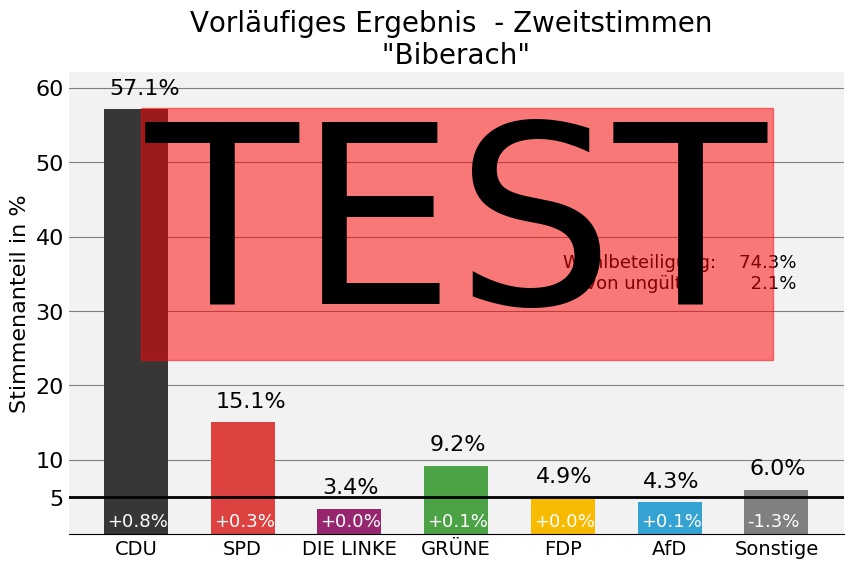 Vorläufiges Ergebnis - Zweitstimmen
"Biberach"
Stimmenanteil in %
60
50
40
30
20
10
5
57.1%
15.1%
3.4%
9.2%
4.9%
4.3%
6.0%
TEST
Wahlbeteiligung: 74.3%
von 2.1%
+0.8%
+0.3%
+0.0%
+0.1%
+0.0%
+0.1%
-1.3%
CDU
SPD
DIE LINKE
GRÜNE
FDP
AfD
Sonstige